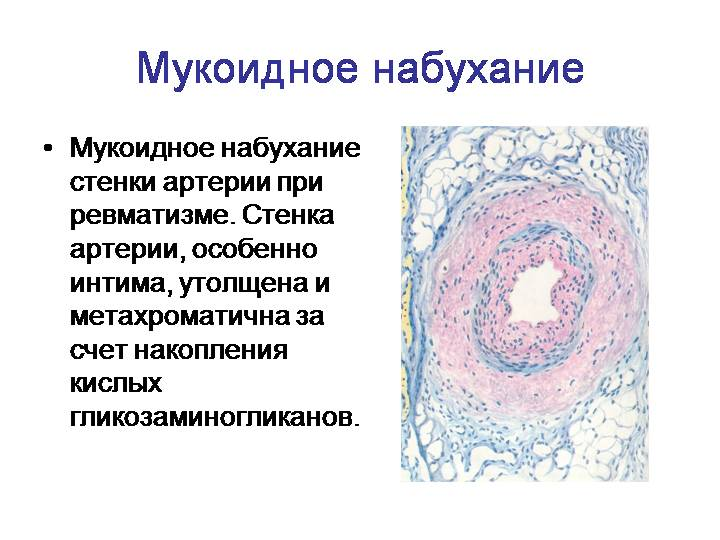 Мукоидное набухание
• Мукоидное набухание
стенки артерии при
ревматизме. Стенка
артерии, особенно
интима, утолщена и
метахроматична за
счет накопления
кислых
гликозаминогликанов.